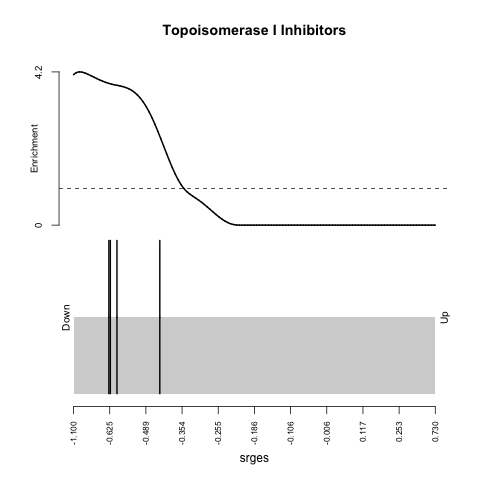 Topoisomerase I Inhibitors
4.2
Enrichment
0
Down
Up
-1.100
-0.625
-0.489
-0.354
-0.255
-0.186
-0.106
-0.006
0.117
0.253
0.730
srges